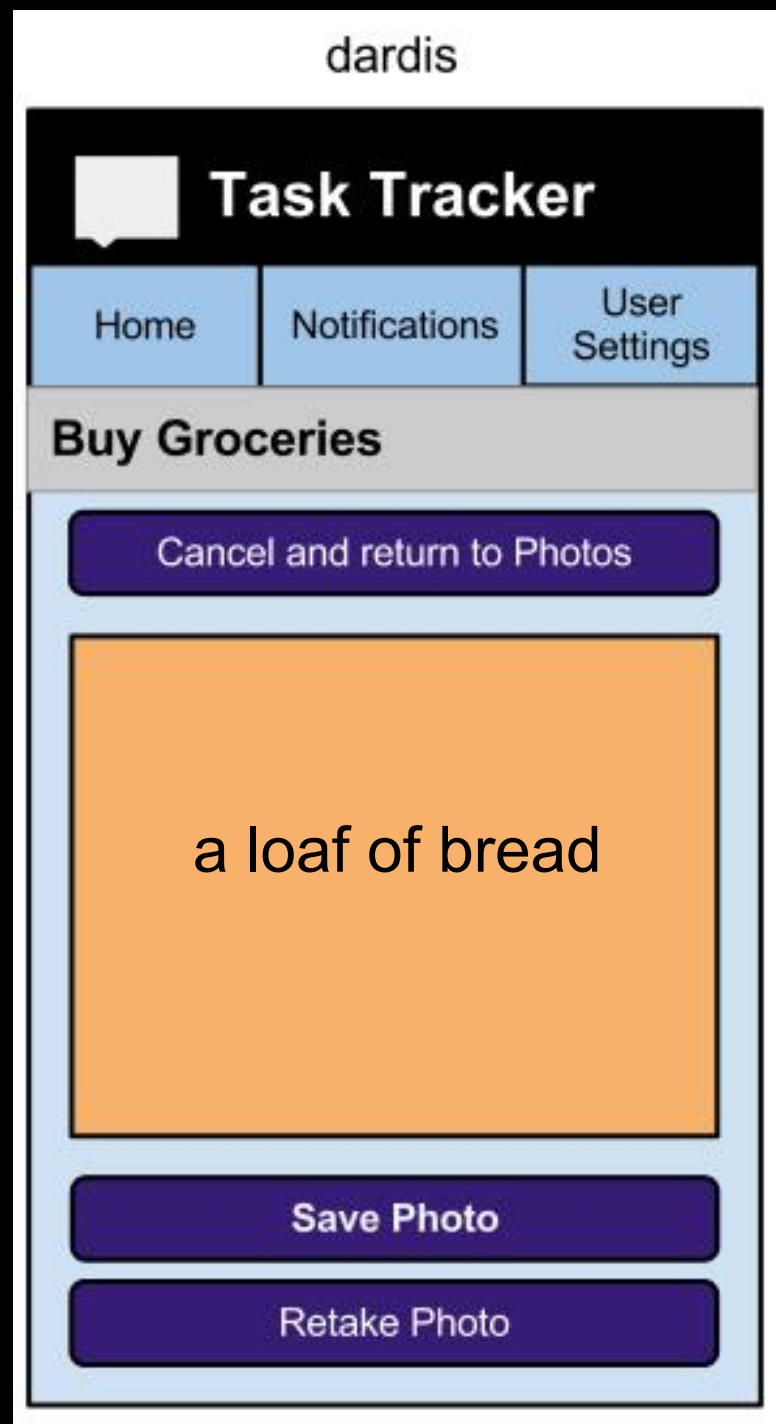 dardis
Task Tracker
Home
Notifications
User
Settings
Buy Groceries
Cancel and return to Photos
a loaf of bread
Save Photo
Retake Photo